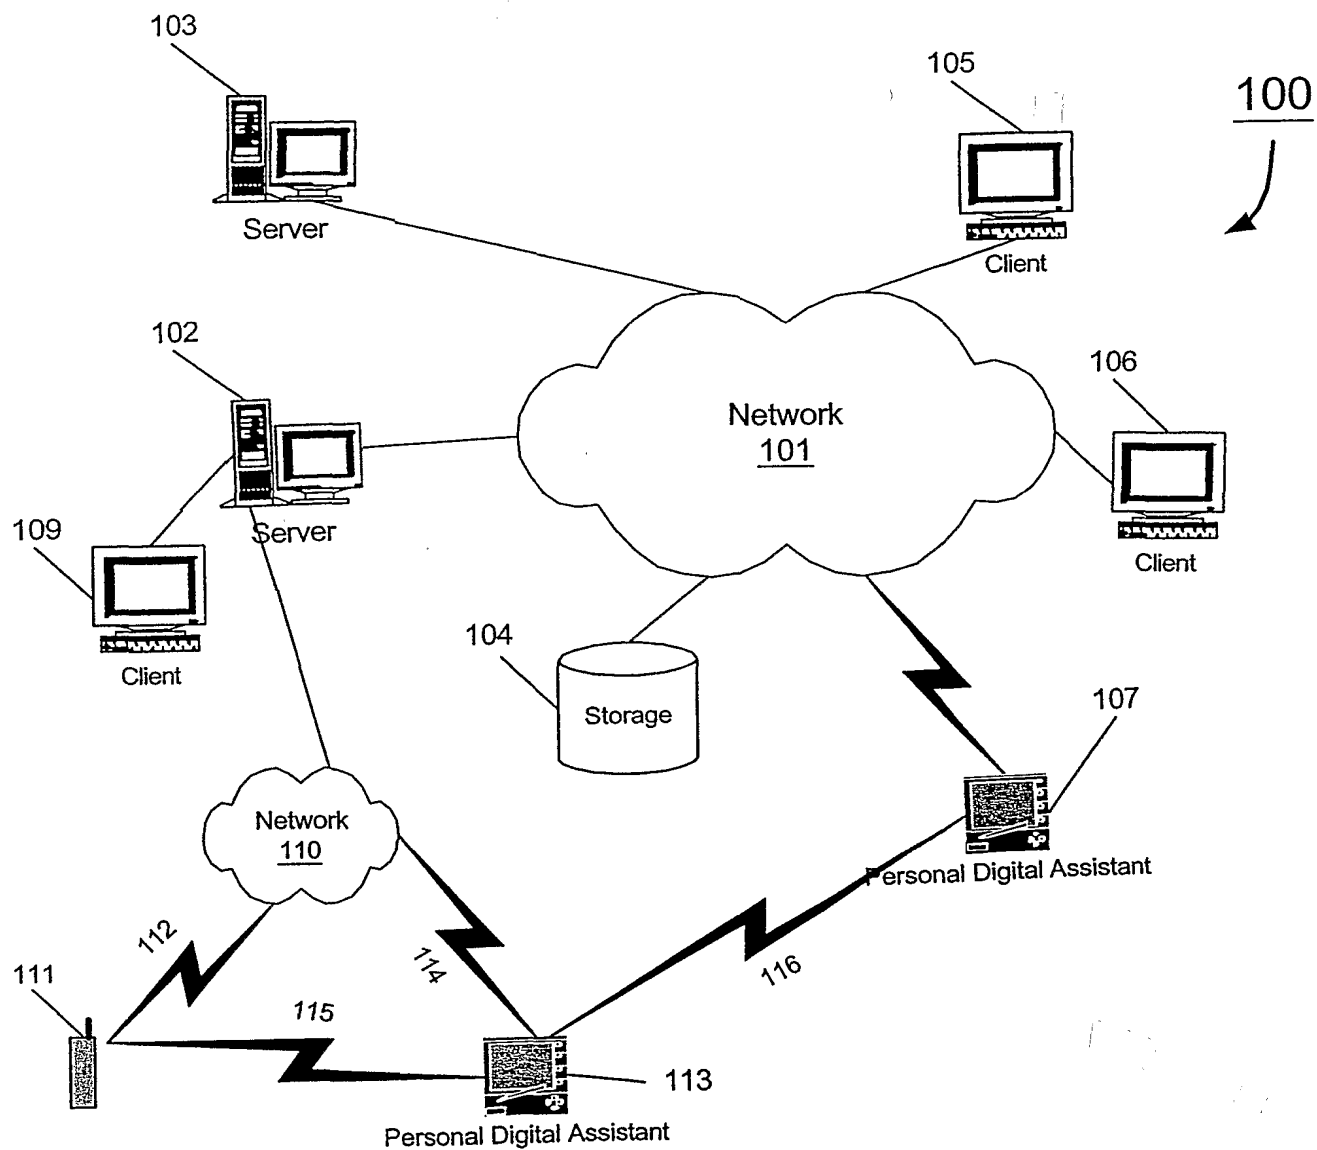 103
105
100
Server
Client
102
106
Network
101
109
Server
Client
Client
104
Storage
107
Network
110
Personal Digital Assistant
112
114
116
111
115
113
Personal Digital Assistant